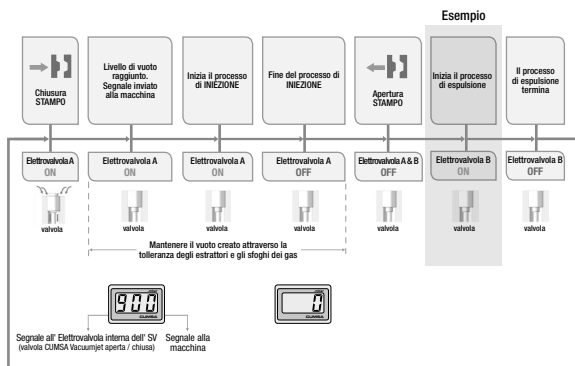 Esempio
Chiusura
STAMPO
Livello di vuoto
raggiunto.
Segnale inviato
alla macchina
Inizia il processo
di INIEZIONE
Fine del processo di
INIEZIONE
Apertura
STAMPO
Inizia il processo
di espulsione
Il processo
di espulsione
termina
Elettrovalvola A
ON
Elettrovalvola A
ON
Elettrovalvola A
ON
Elettrovalvola A
OFF
Elettrovalvola A & B
OFF
Elettrovalvola B
ON
Elettrovalvola B
OFF
valvola
valvola
valvola
valvola
valvola
valvola
valvola
Mantenere il vuoto creato attraverso la
tolleranza degli estrattori e gli sfoghi dei gas
900
CUMSA
0
CUMSA
Segnale all' Elettrovalvola interna dell' SV
(valvola CUMSA Vacuumjet aperta / chiusa)
Segnale alla
macchina